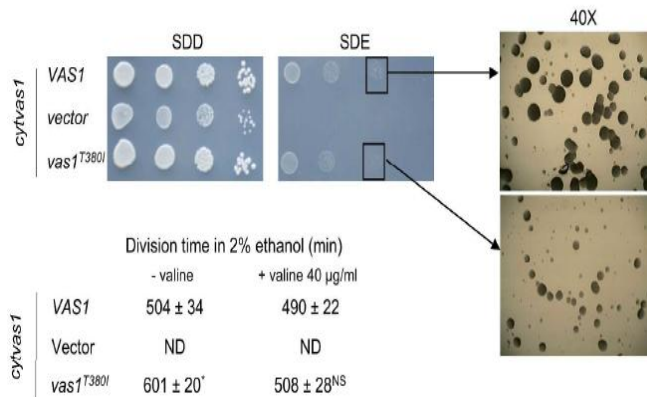 SDD SDE 40X
cytvas1
VAS1
vector
vas1T380I
Division time in 2% ethanol (min)
- valine + valine 40 µg/ml
cytvas1
VAS1 504 ± 34 490 ± 22
Vector ND ND
vas1T380I 601 ± 20* 508 ± 28NS